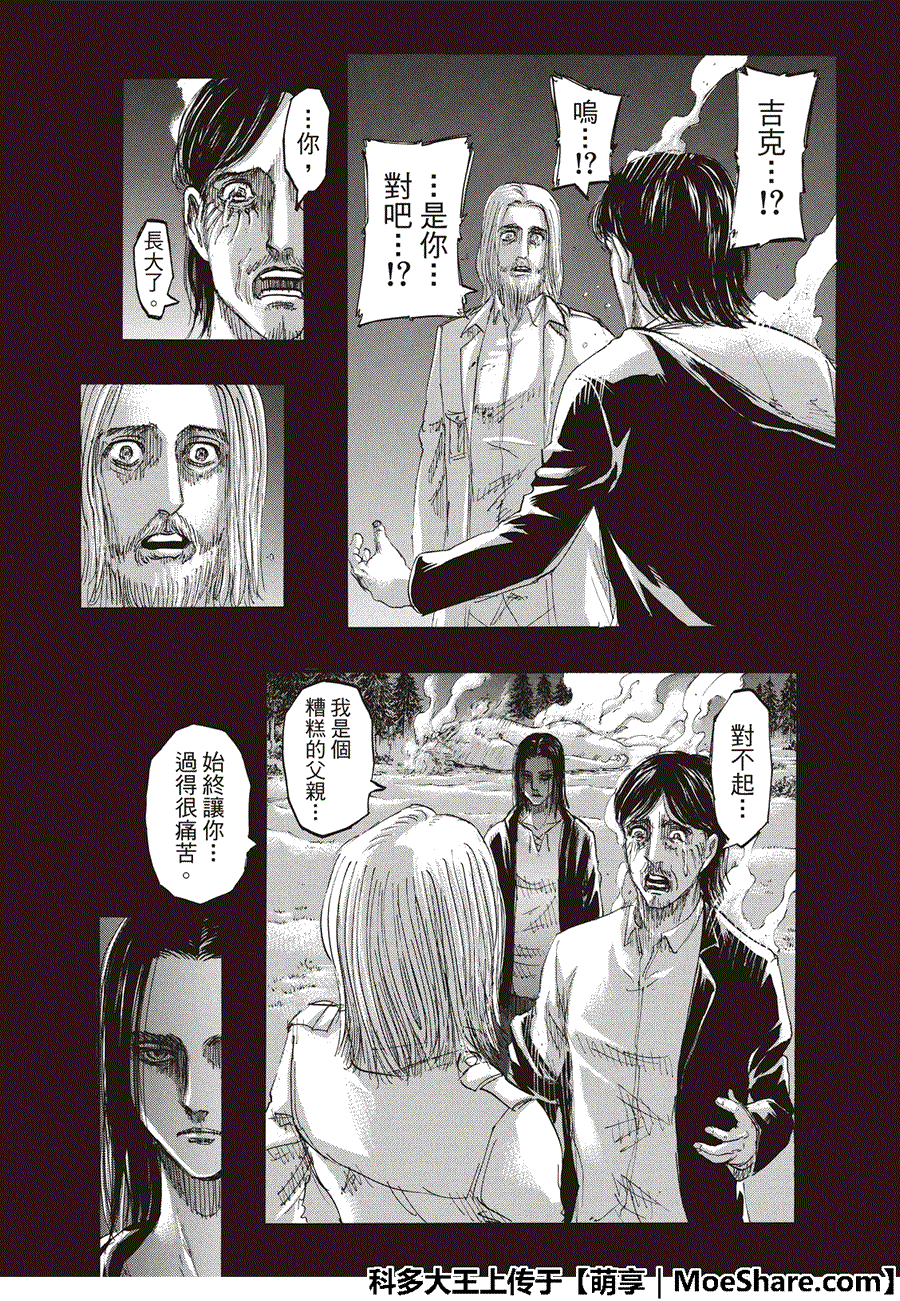 吉克⋯⋯!?
嗚⋯⋯!?
⋯⋯是你⋯⋯
對吧⋯⋯!?
⋯⋯你，
長大了。
對不起⋯⋯
我是個
糟糕的父親⋯⋯
始終讓你⋯⋯
過得很痛苦。
科多大王上传于【萌享｜MoeShare.com】